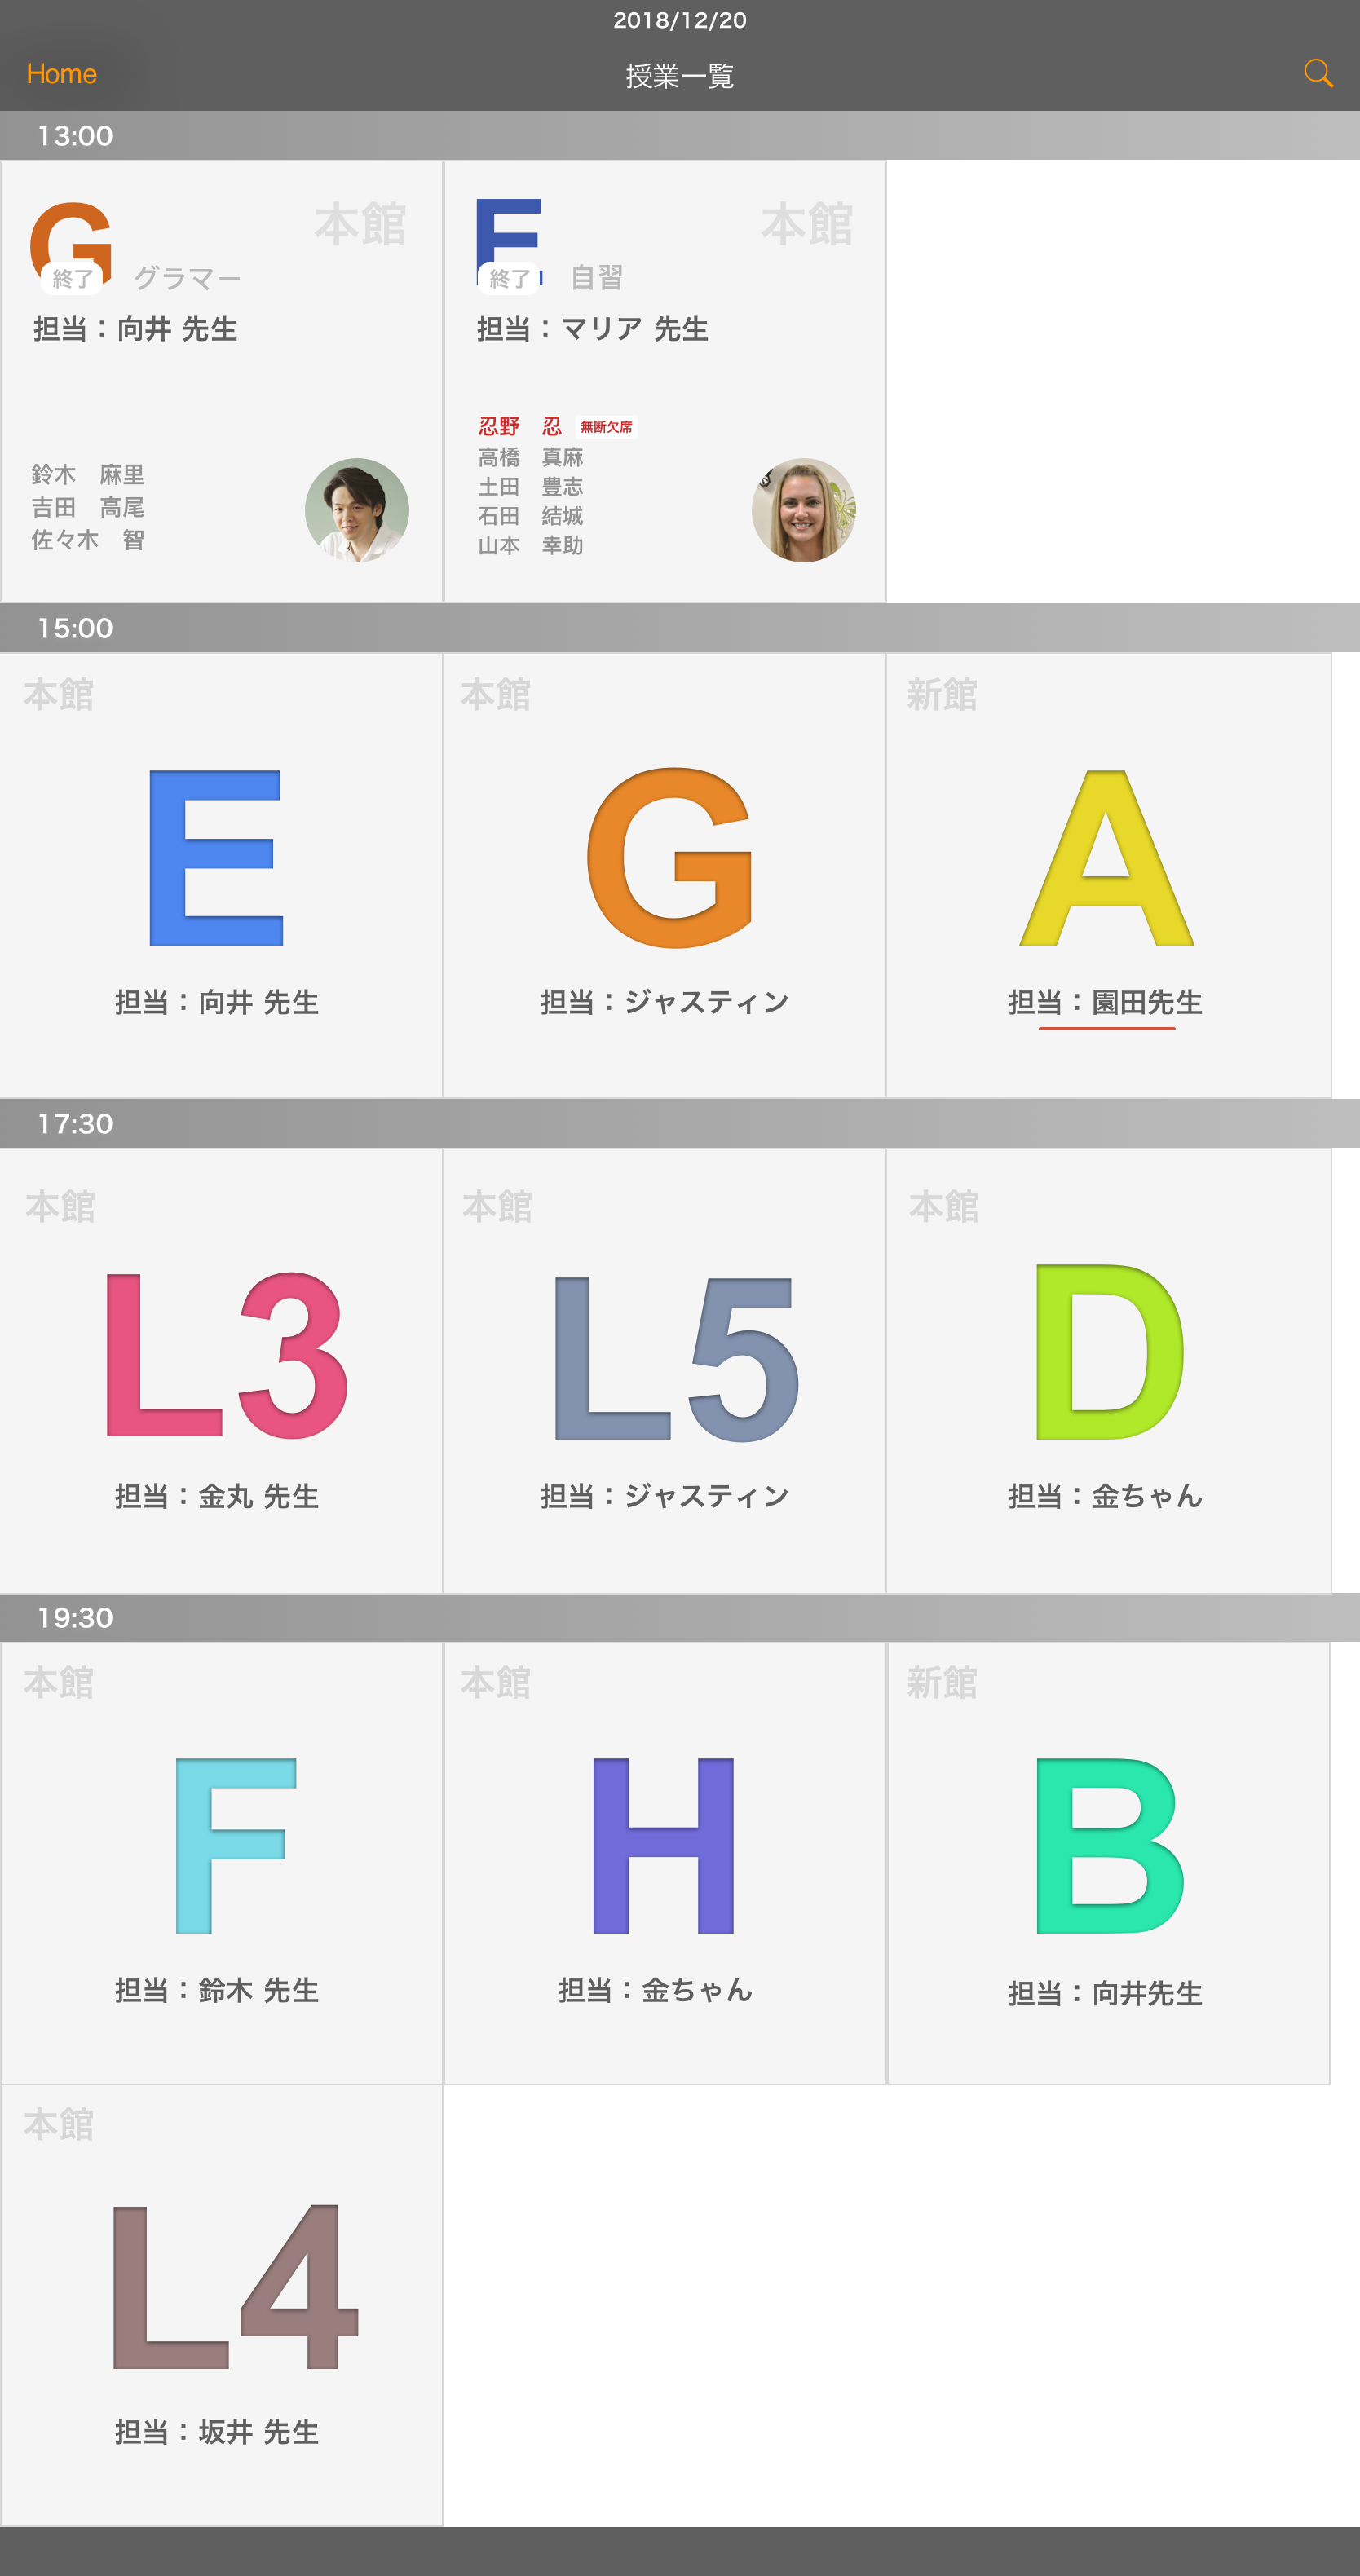 2018/12/20
Home
授業一覧
13:00
G
本館
終了
グラマー
担当：向井 先生
鈴木　麻里
吉田　高尾
佐々木　智
E
本館
終了
自習
担当：マリア 先生
忍野　忍 無断欠席
高橋　真麻
土田　豊志
石田　結城
山本　幸助
15:00
本館
E
担当：向井 先生
本館
G
担当：ジャスティン
新館
A
担当：園田先生
17:30
本館
L3
担当：金丸 先生
本館
L5
担当：ジャスティン
本館
D
担当：金ちゃん
19:30
本館
F
担当：鈴木 先生
本館
H
担当：金ちゃん
新館
B
担当：向井先生
本館
L4
担当：坂井 先生